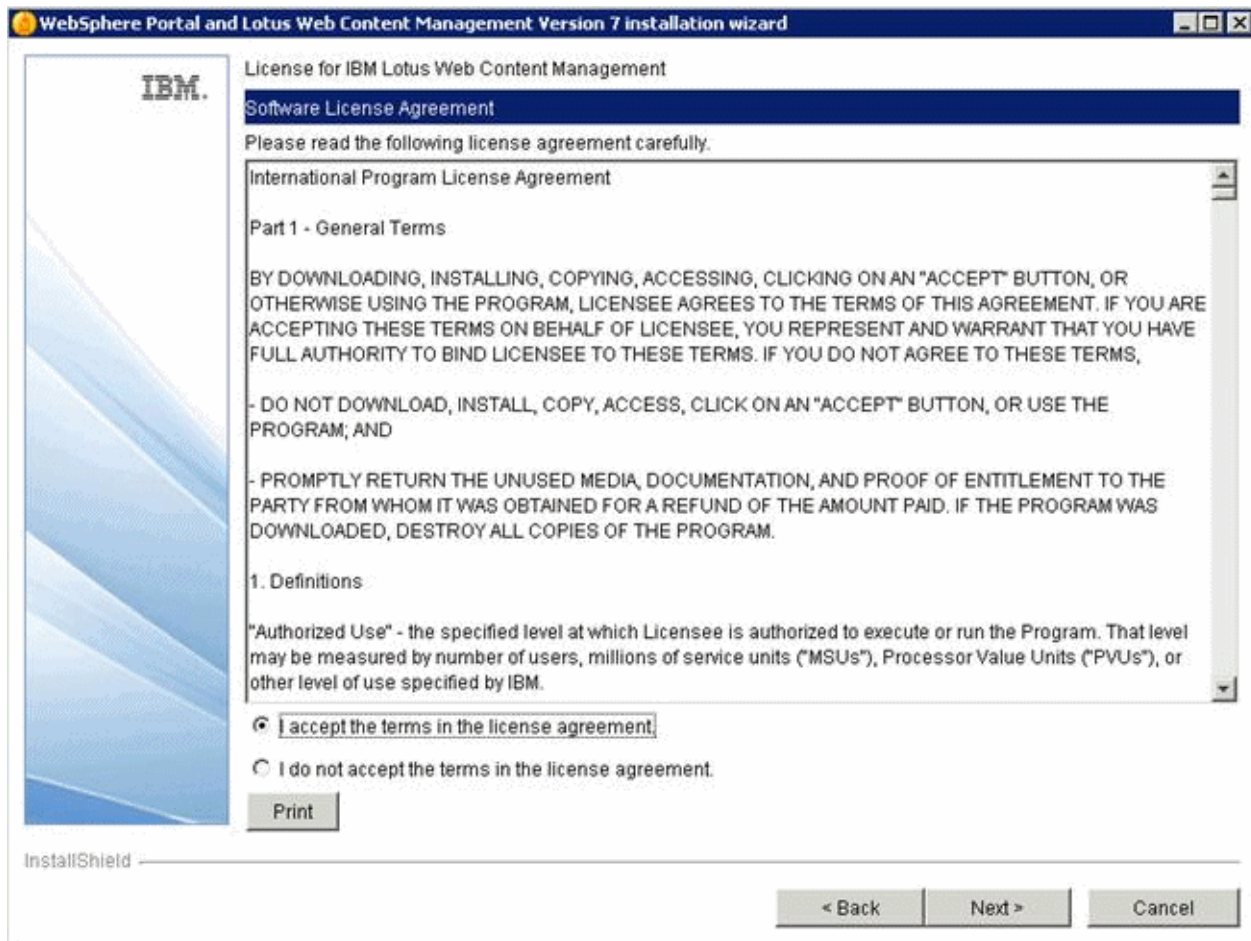 WebSphere Portal and Lotus Web Content Management Version 7 installation wizard
IBM.
License for IBM Lotus Web Content Management
Software License Agreement
Please read the following license agreement carefully.
International Program License Agreement
Part 1 - General Terms
BY DOWNLOADING, INSTALLING, COPYING, ACCESSING, CLICKING ON AN "ACCEPT" BUTTON, OR
OTHERWISE USING THE PROGRAM, LICENSEE AGREES TO THE TERMS OF THIS AGREEMENT. IF YOU ARE
ACCEPTING THESE TERMS ON BEHALF OF LICENSEE, YOU REPRESENT AND WARRANT THAT YOU HAVE
FULL AUTHORITY TO BIND LICENSEE TO THESE TERMS. IF YOU DO NOT AGREE TO THESE TERMS,
- DO NOT DOWNLOAD, INSTALL, COPY, ACCESS, CLICK ON AN "ACCEPT" BUTTON, OR USE THE
PROGRAM; AND
- PROMPTLY RETURN THE UNUSED MEDIA, DOCUMENTATION, AND PROOF OF ENTITLEMENT TO THE
PARTY FROM WHOM IT WAS OBTAINED FOR A REFUND OF THE AMOUNT PAID. IF THE PROGRAM WAS
DOWNLOADED, DESTROY ALL COPIES OF THE PROGRAM.
1. Definitions
"Authorized Use" - the specified level at which Licensee is authorized to execute or run the Program. That level
may be measured by number of users, millions of service units ("MSUs"), Processor Value Units ("PVUs"), or
other level of use specified by IBM.
I accept the terms in the license agreement.
I do not accept the terms in the license agreement.
Print
InstallShield
< Back
Next >
Cancel